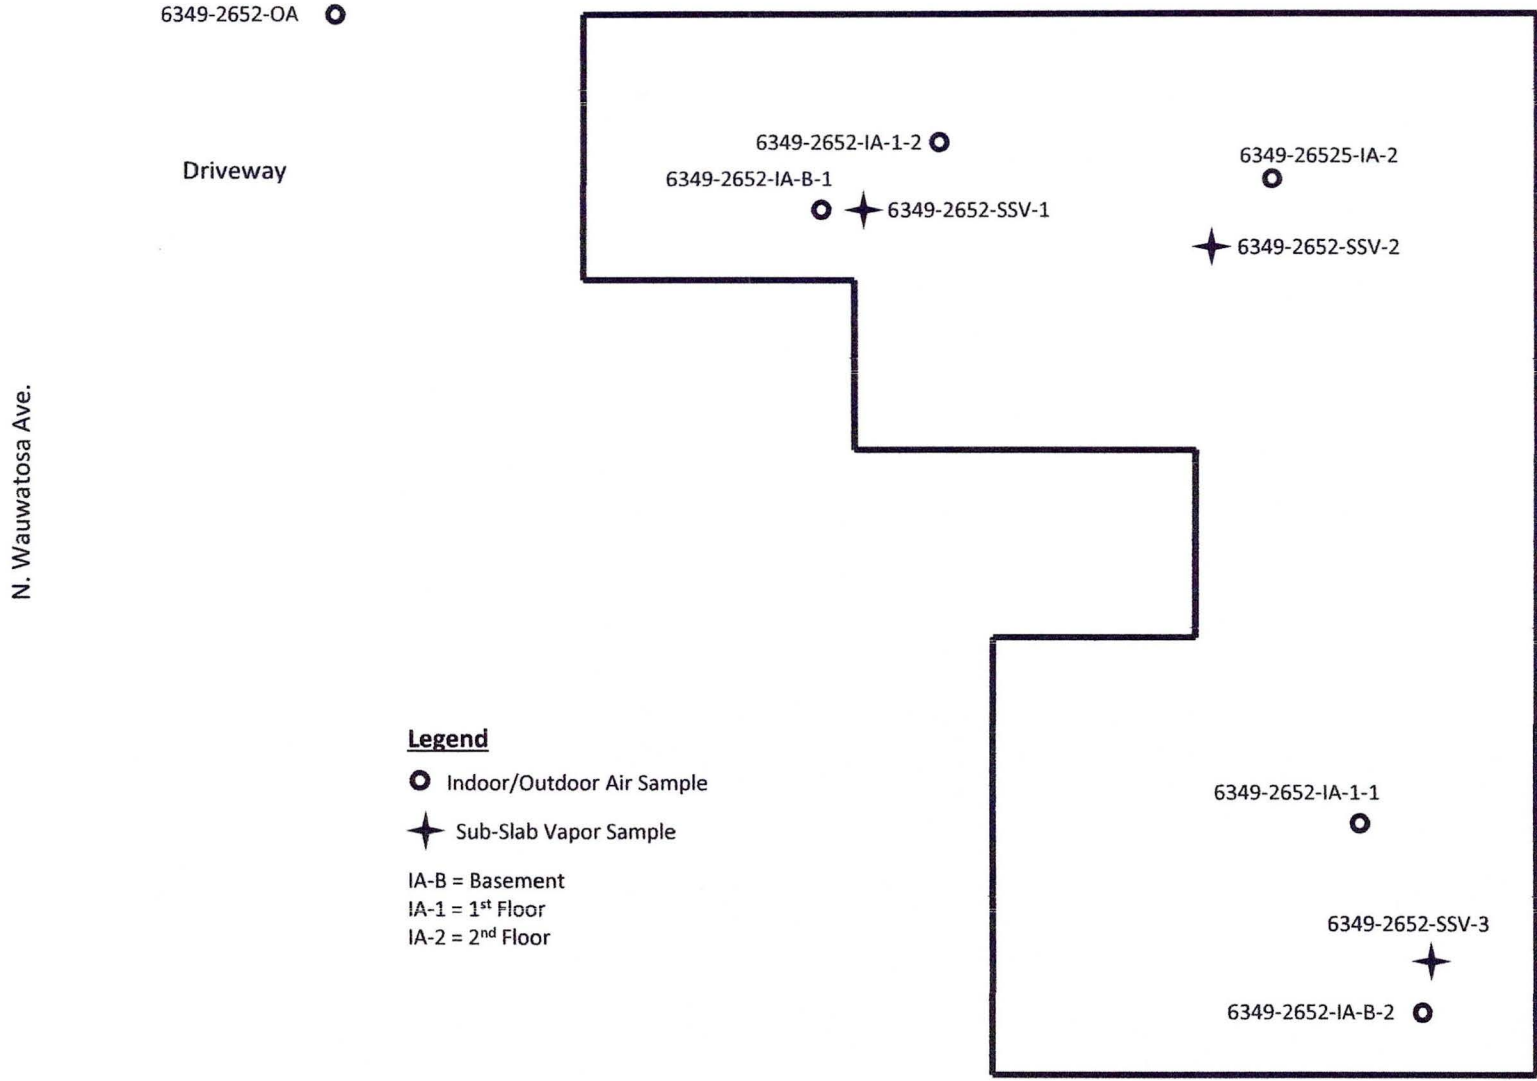 6349-2652-OA
Driveway
6349-2652-IA-1-2
6349-26525-IA-2
6349-2652-IA-B-1
6349-2652-SSV-1
6349-2652-SSV-2
N. Wauwatosa Ave.
Legend
Indoor/Outdoor Air Sample
Sub-Slab Vapor Sample
IA-B = Basement
IA-1 = 1st Floor
IA-2 = 2nd Floor
6349-2652-IA-1-1
6349-2652-SSV-3
6349-2652-IA-B-2